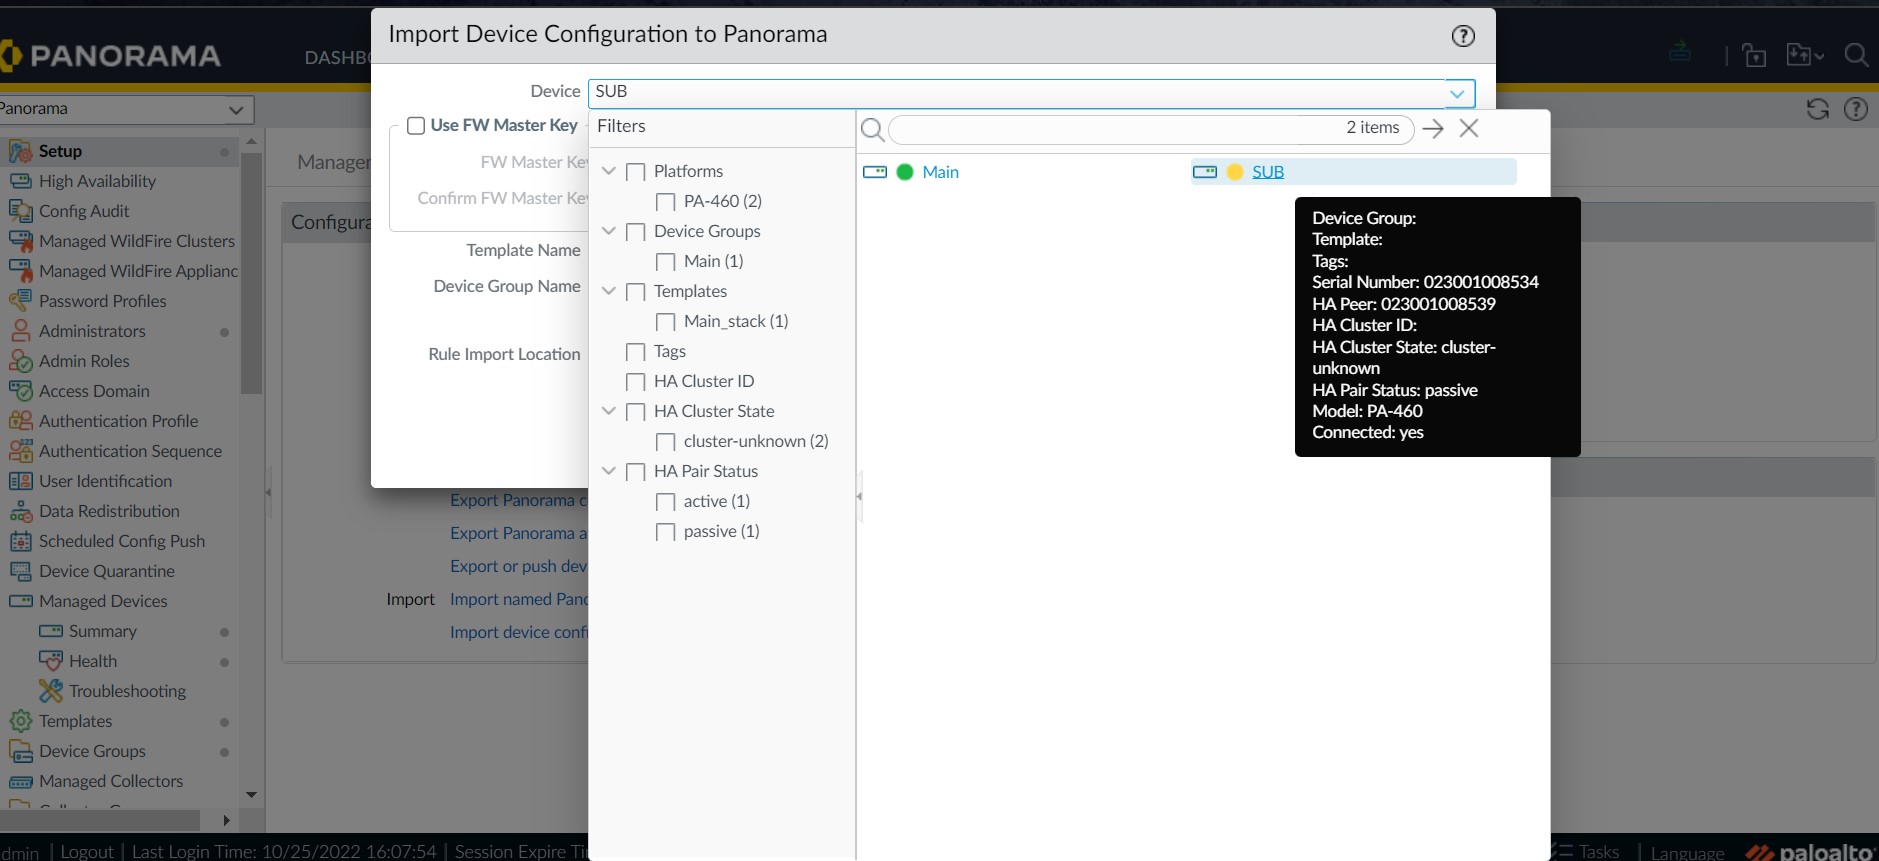 Import Device Configuration to Panorama
PANORAMA
DASHB
Device SUB
Panorama
Use FW Master Key
Filters
2 items
FW Master Key
Confirm FW Master Key
Template Name
Device Group Name
Rule Import Location
Platforms
PA-460 (2)
Device Groups
Main (1)
Templates
Main_stack (1)
Tags
HA Cluster ID
HA Cluster State
cluster-unknown (2)
HA Pair Status
active (1)
passive (1)
Main
SUB
Device Group:
Template:
Tags:
Serial Number: 023001008534
HA Peer: 023001008539
HA Cluster ID:
HA Cluster State: cluster-
unknown
HA Pair Status: passive
Model: PA-460
Connected: yes
Setup
High Availability
Config Audit
Managed WildFire Clusters
Managed WildFire Applianc
Password Profiles
Administrators
Admin Roles
Access Domain
Authentication Profile
Authentication Sequence
User Identification
Data Redistribution
Scheduled Config Push
Device Quarantine
Managed Devices
Summary
Health
Troubleshooting
Templates
Device Groups
Managed Collectors
Manager
Configura
Export Panorama c
Export Panorama a
Export or push dev
Import Import named Pano
Import device confi
dmin | Logout | Last Login Time: 10/25/2022 16:07:54 | Session Expire Ti
Tasks | Language paloalto